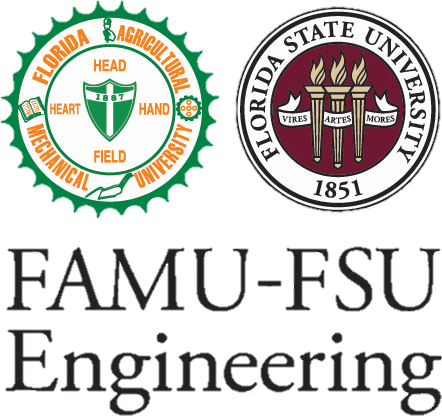 FLORIDA AGRICULTURAL
MECHANICAL UNIVERSITY
HEAD
HEART
1887
HAND
FIELD
FLORIDA STATE UNIVERSITY
VIRES ARTES MORES
1851
FAMU-FSU
Engineering